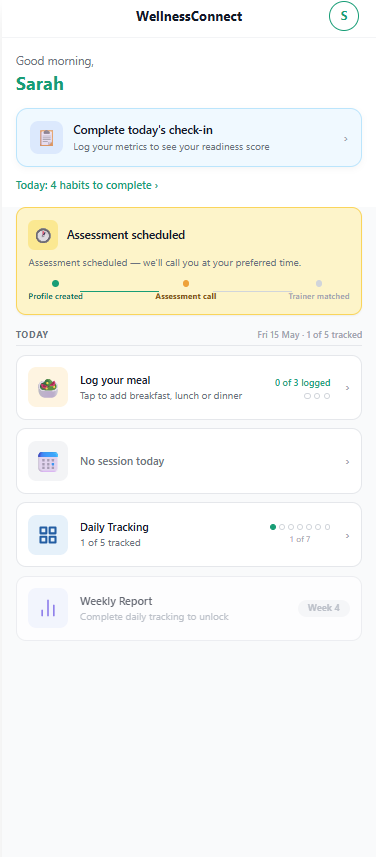 WellnessConnect
S
Good morning,
Sarah
Complete today's check-in
Log your metrics to see your readiness score
›
Today: 4 habits to complete ›
Assessment scheduled
Assessment scheduled — we'll call you at your preferred time.
Profile created
Assessment call
Trainer matched
TODAY
Fri 15 May · 1 of 5 tracked
Log your meal
Tap to add breakfast, lunch or dinner
0 of 3 logged
›
No session today
›
Daily Tracking
1 of 5 tracked
1 of 7
›
Weekly Report
Complete daily tracking to unlock
Week 4